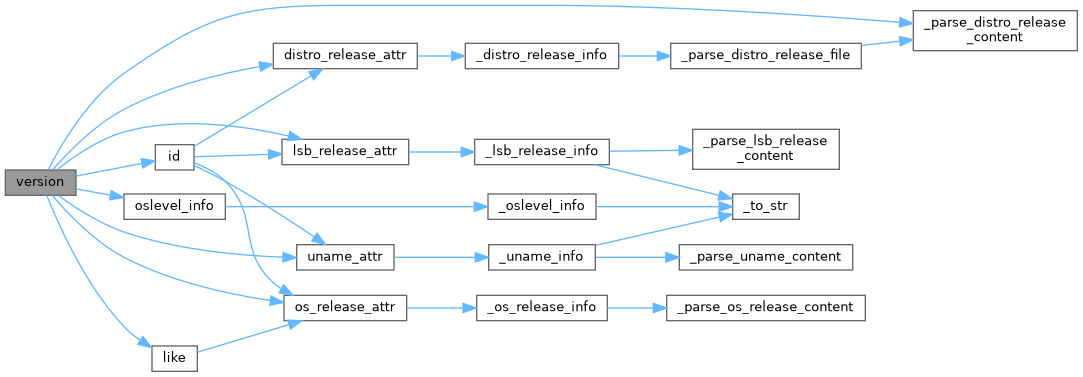 _parse_distro_release
_content
distro_release_attr
_distro_release_info
_parse_distro_release_file
_parse_lsb_release
_content
lsb_release_attr
_lsb_release_info
id
version
oslevel_info
_oslevel_info
_to_str
uname_attr
_uname_info
_parse_uname_content
os_release_attr
_os_release_info
_parse_os_release_content
like